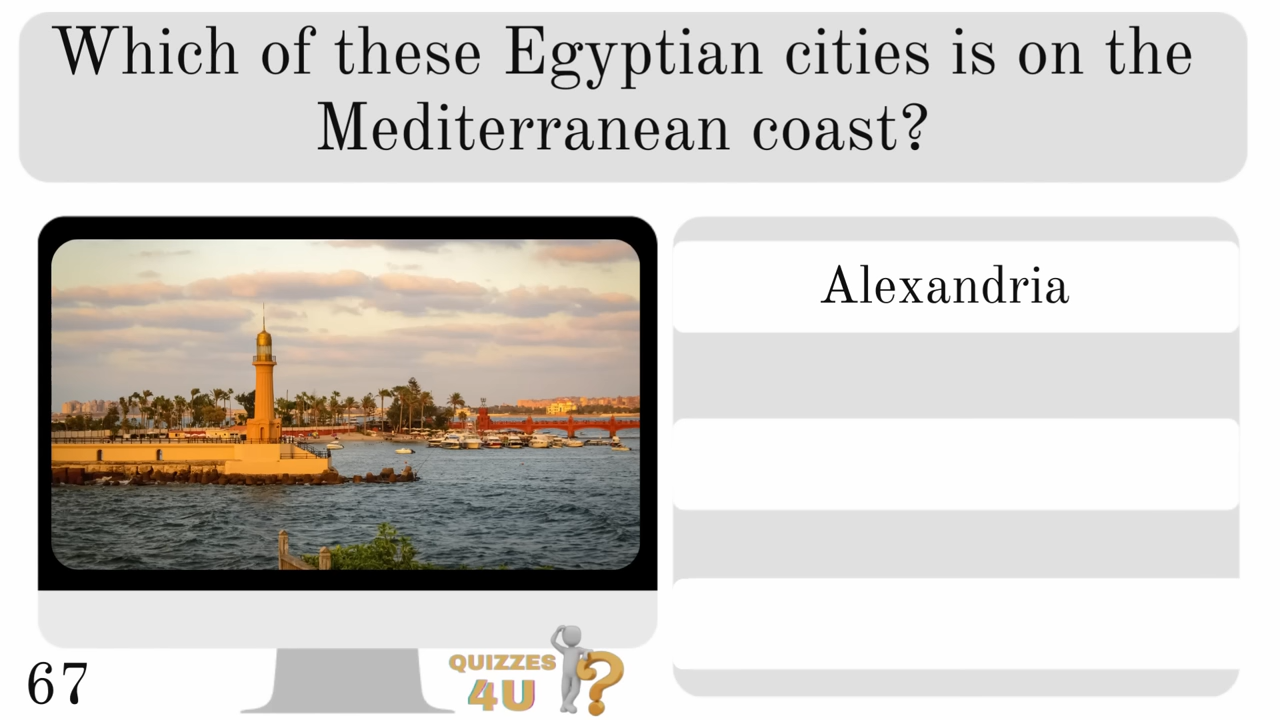 Which of these Egyptian cities is on the
Mediterranean coast?
Alexandria
67
QUIZZES
4U